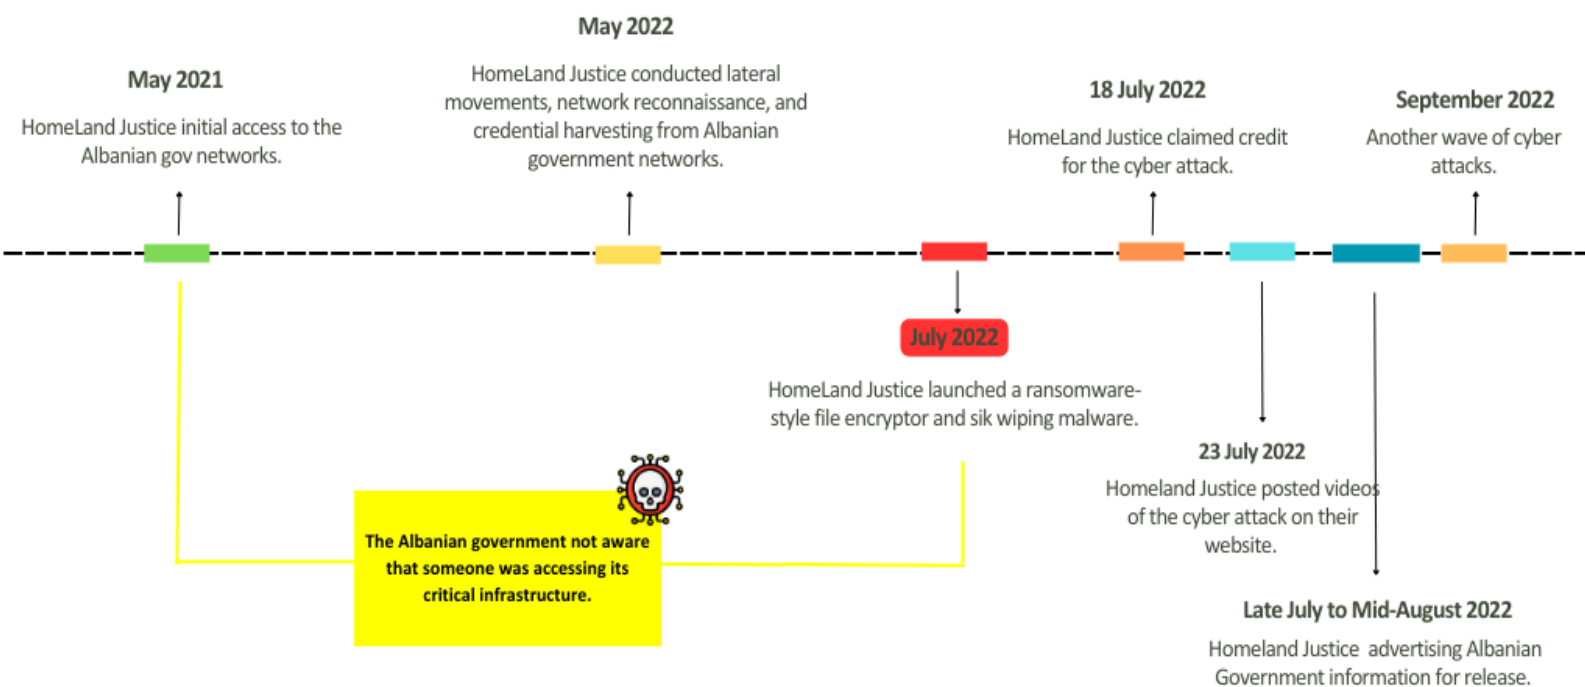 May 2021
HomeLand Justice initial access to the
Albanian gov networks.
May 2022
HomeLand Justice conducted lateral
movements, network reconnaissance, and
credential harvesting from Albanian
government networks.
July 2022
HomeLand Justice launched a ransomware-
style file encryptor and sik wiping malware.
The Albanian government not aware
that someone was accessing its
critical infrastructure.
18 July 2022
HomeLand Justice claimed credit
for the cyber attack.
23 July 2022
Homeland Justice posted videos
of the cyber attack on their
website.
Late July to Mid-August 2022
Homeland Justice advertising Albanian
Government information for release.
September 2022
Another wave of cyber
attacks.